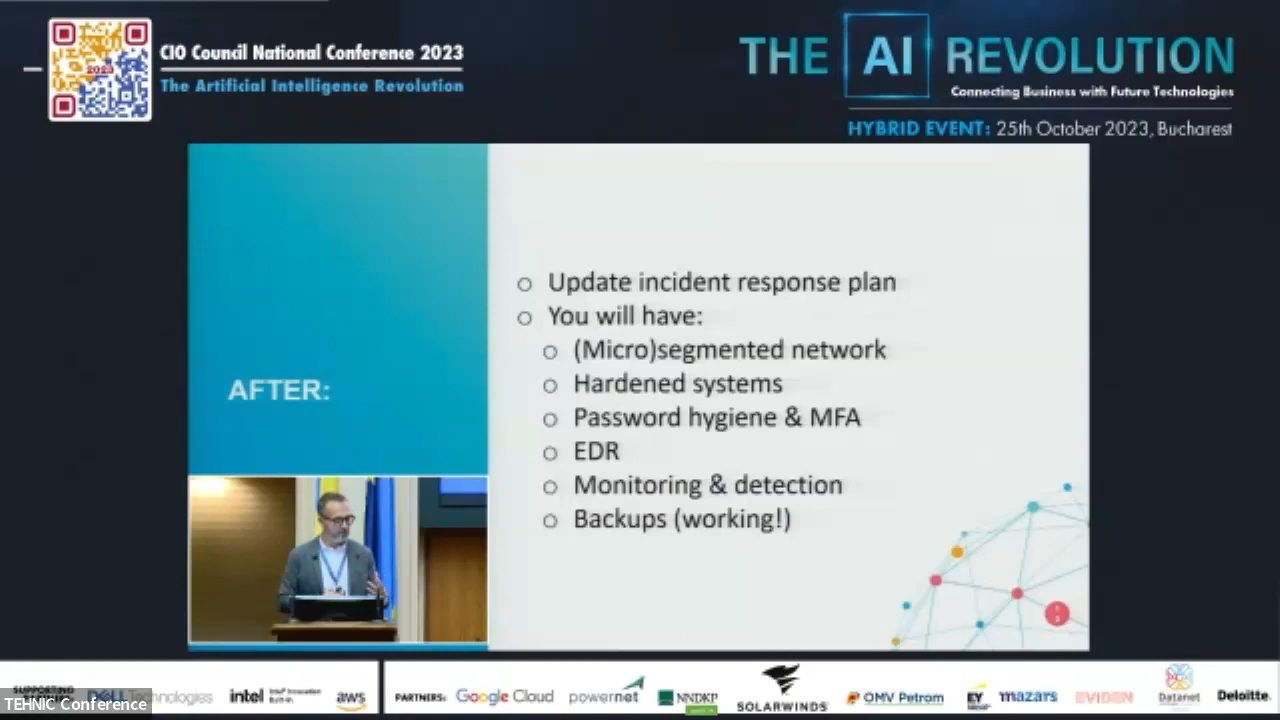 2023
CIO Council National Conference 2023
The Artificial Intelligence Revolution
THE AI REVOLUTION
Connecting Business with Future Technologies
HYBRID EVENT: 25th October 2023, Bucharest
AFTER:
o Update incident response plan
o You will have:
o (Micro)segmented network
o Hardened systems
o Password hygiene & MFA
o EDR
o Monitoring & detection
o Backups (working!)
SUPPORTING
DELL Technologies
intel
aws
PARTNERS:
Google Cloud
powernet
NNDKP
SOLARWINDS
OMV Petrom
EY
mazars
EVIDEN
Datanet
Deloitte.
TEHNIC Conference